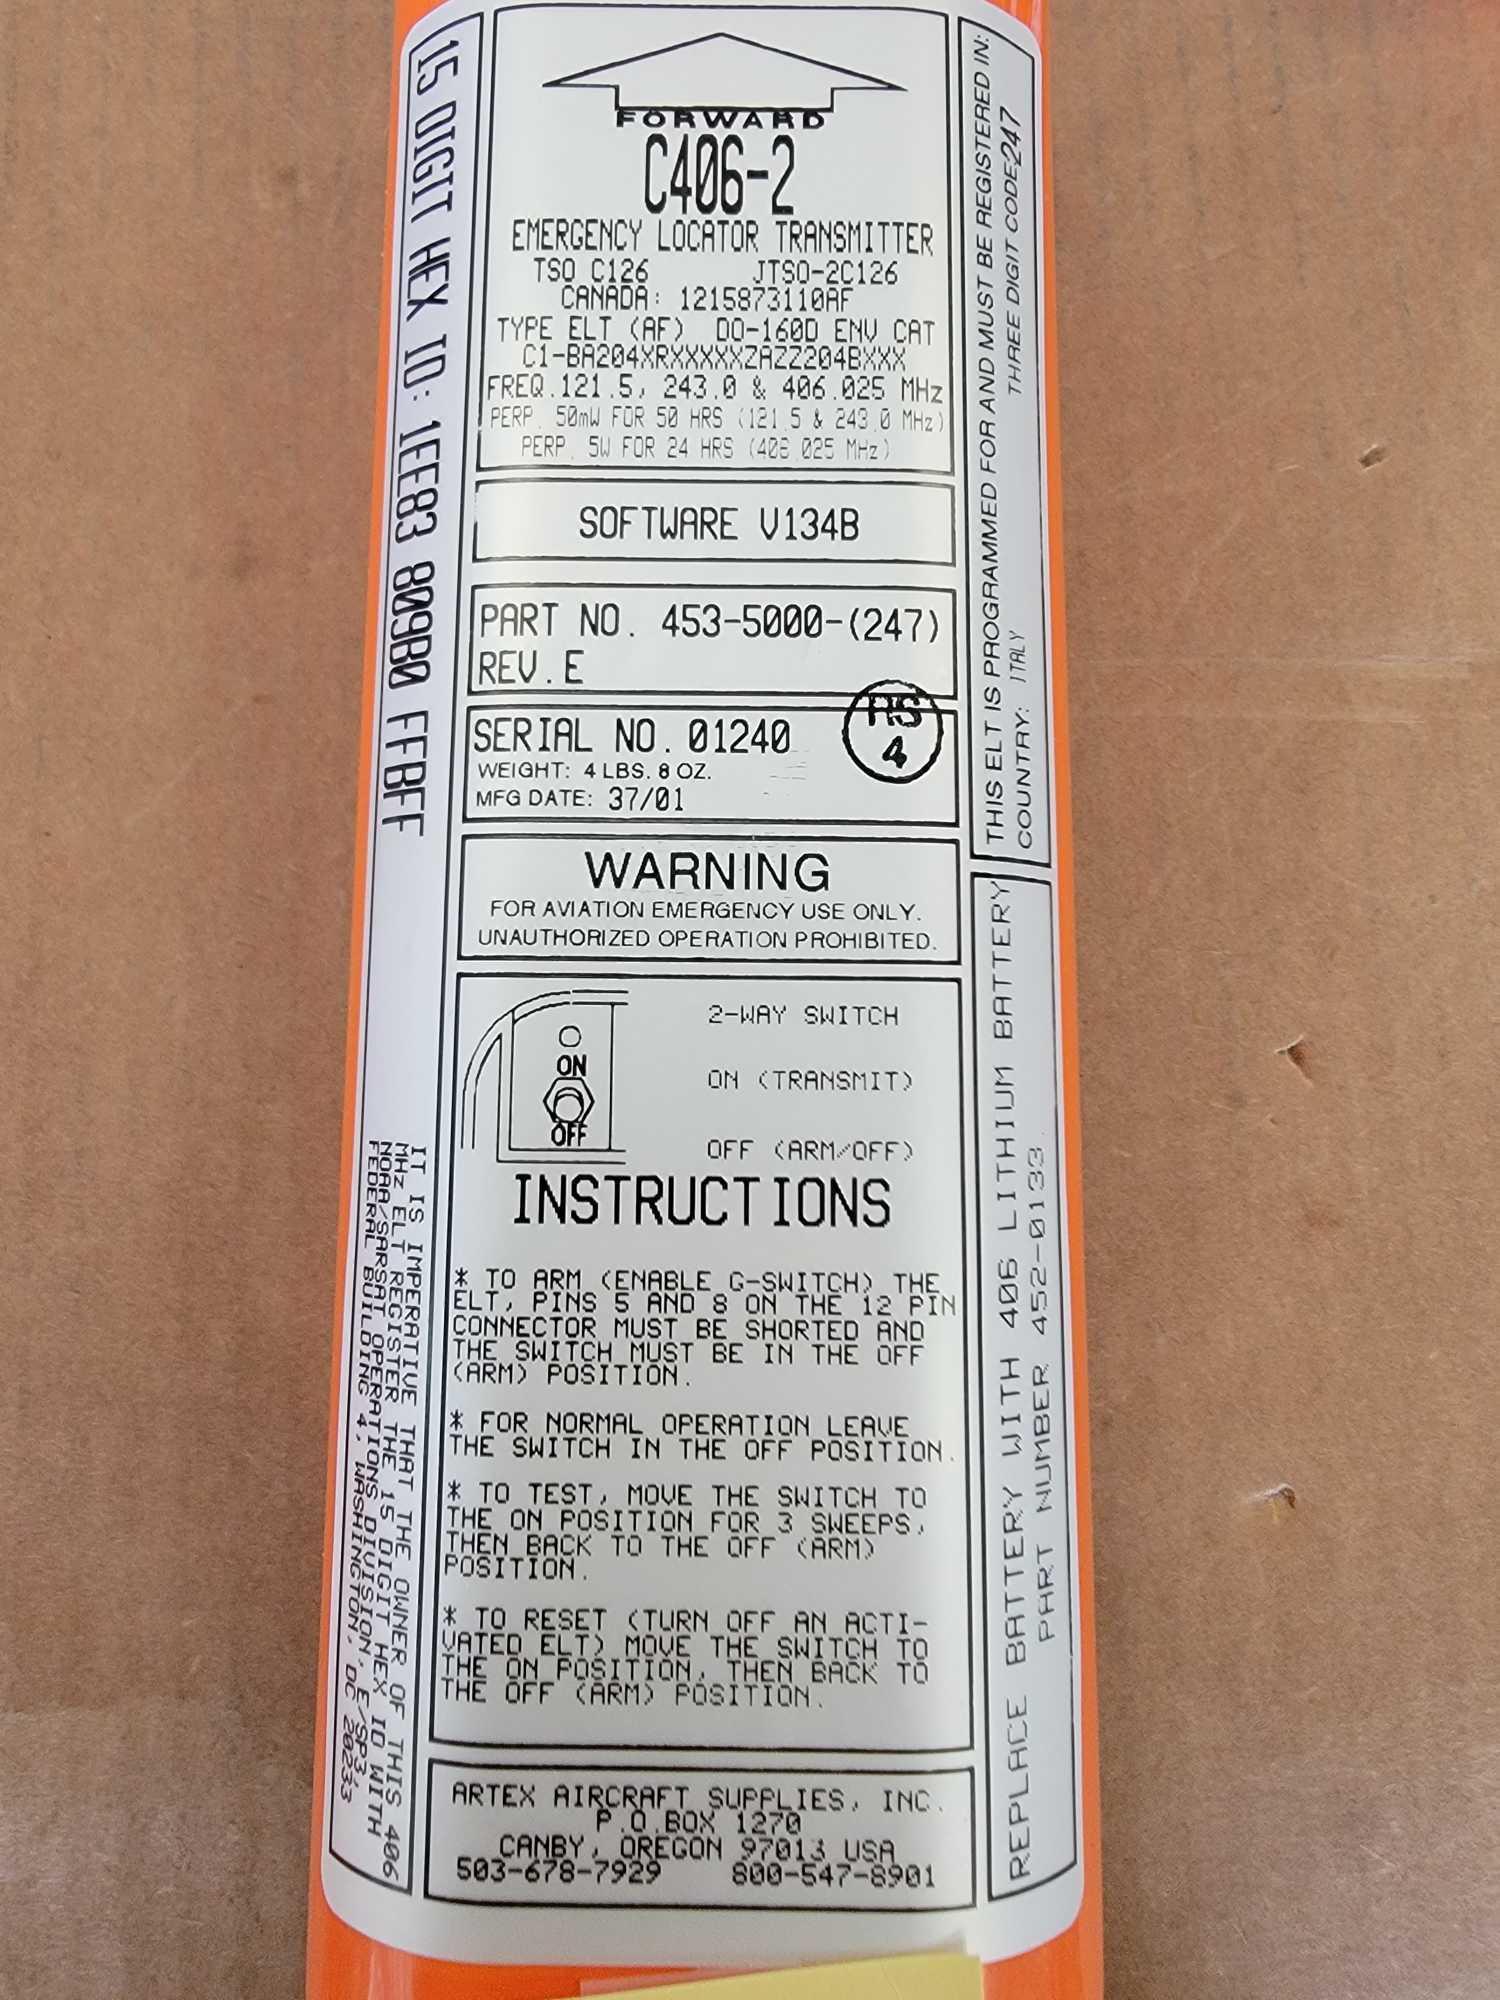 FORWARD
C406-2
EMERGENCY LOCATOR TRANSMITTER
TSO C126 JTSO-2C126
CANADA: 1215873110AF
TYPE ELT (AF) DO-160D ENV CAT
C1-BA204XRXXXXXZAZZ204BXXX
FREQ.121.5, 243.0 & 406.025 MHz
PERP. 50mW FOR 50 HRS (121.5 & 243.0 MHz)
PERP. 5W FOR 24 HRS (406.025 MHz)
SOFTWARE V134B
PART NO. 453-5000-(247)
REV.E
SERIAL NO. 01240
WEIGHT: 4 LBS. 8 OZ.
MFG DATE: 37/01
RS
4
WARNING
FOR AVIATION EMERGENCY USE ONLY.
UNAUTHORIZED OPERATION PROHIBITED.
ON
OFF
2-WAY SWITCH
ON (TRANSMIT)
OFF (ARM/OFF)
INSTRUCTIONS
* TO ARM (ENABLE G-SWITCH) THE
ELT, PINS 5 AND 8 ON THE 12 PIN
CONNECTOR MUST BE SHORTED AND
THE SWITCH MUST BE IN THE OFF
(ARM) POSITION.
* FOR NORMAL OPERATION LEAVE
THE SWITCH IN THE OFF POSITION.
* TO TEST, MOVE THE SWITCH TO
THE ON POSITION FOR 3 SWEEPS,
THEN BACK TO THE OFF (ARM)
POSITION.
* TO RESET (TURN OFF AN ACTI-
VATED ELT) MOVE THE SWITCH TO
THE ON POSITION, THEN BACK TO
THE OFF (ARM) POSITION.
ARTEX AIRCRAFT SUPPLIES, INC.
P.O.BOX 1270
CANBY, OREGON 97013 USA
503-678-7929 800-547-8901
15 DIGIT HEX ID: 1EE83 809B0 FFBFF
IT IS IMPERATIVE THAT THE OWNER OF THIS 406
MHz ELT REGISTER THE 15 DIGIT HEX ID WITH
NOAA/SARSAT OPERATIONS DIVISION, E/SP3,
FEDERAL BUILDING 4, WASHINGTON, DC 20233
THIS ELT IS PROGRAMMED FOR AND MUST BE REGISTERED IN:
COUNTRY: ITALY THREE DIGIT CODE:247
REPLACE BATTERY WITH 406 LITHIUM BATTERY
PART NUMBER 452-0133.